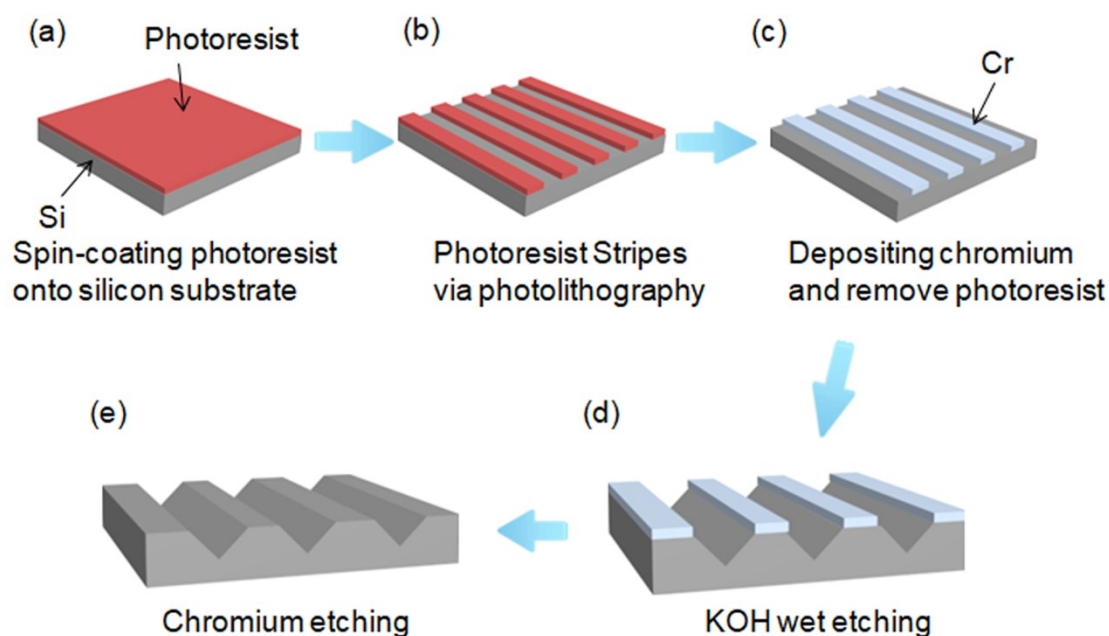 (a)
Photoresist
Si
Spin-coating photoresist
onto silicon substrate
(b)
Photoresist Stripes
via photolithography
(c)
Cr
Depositing chromium
and remove photoresist
(d)
KOH wet etching
(e)
Chromium etching